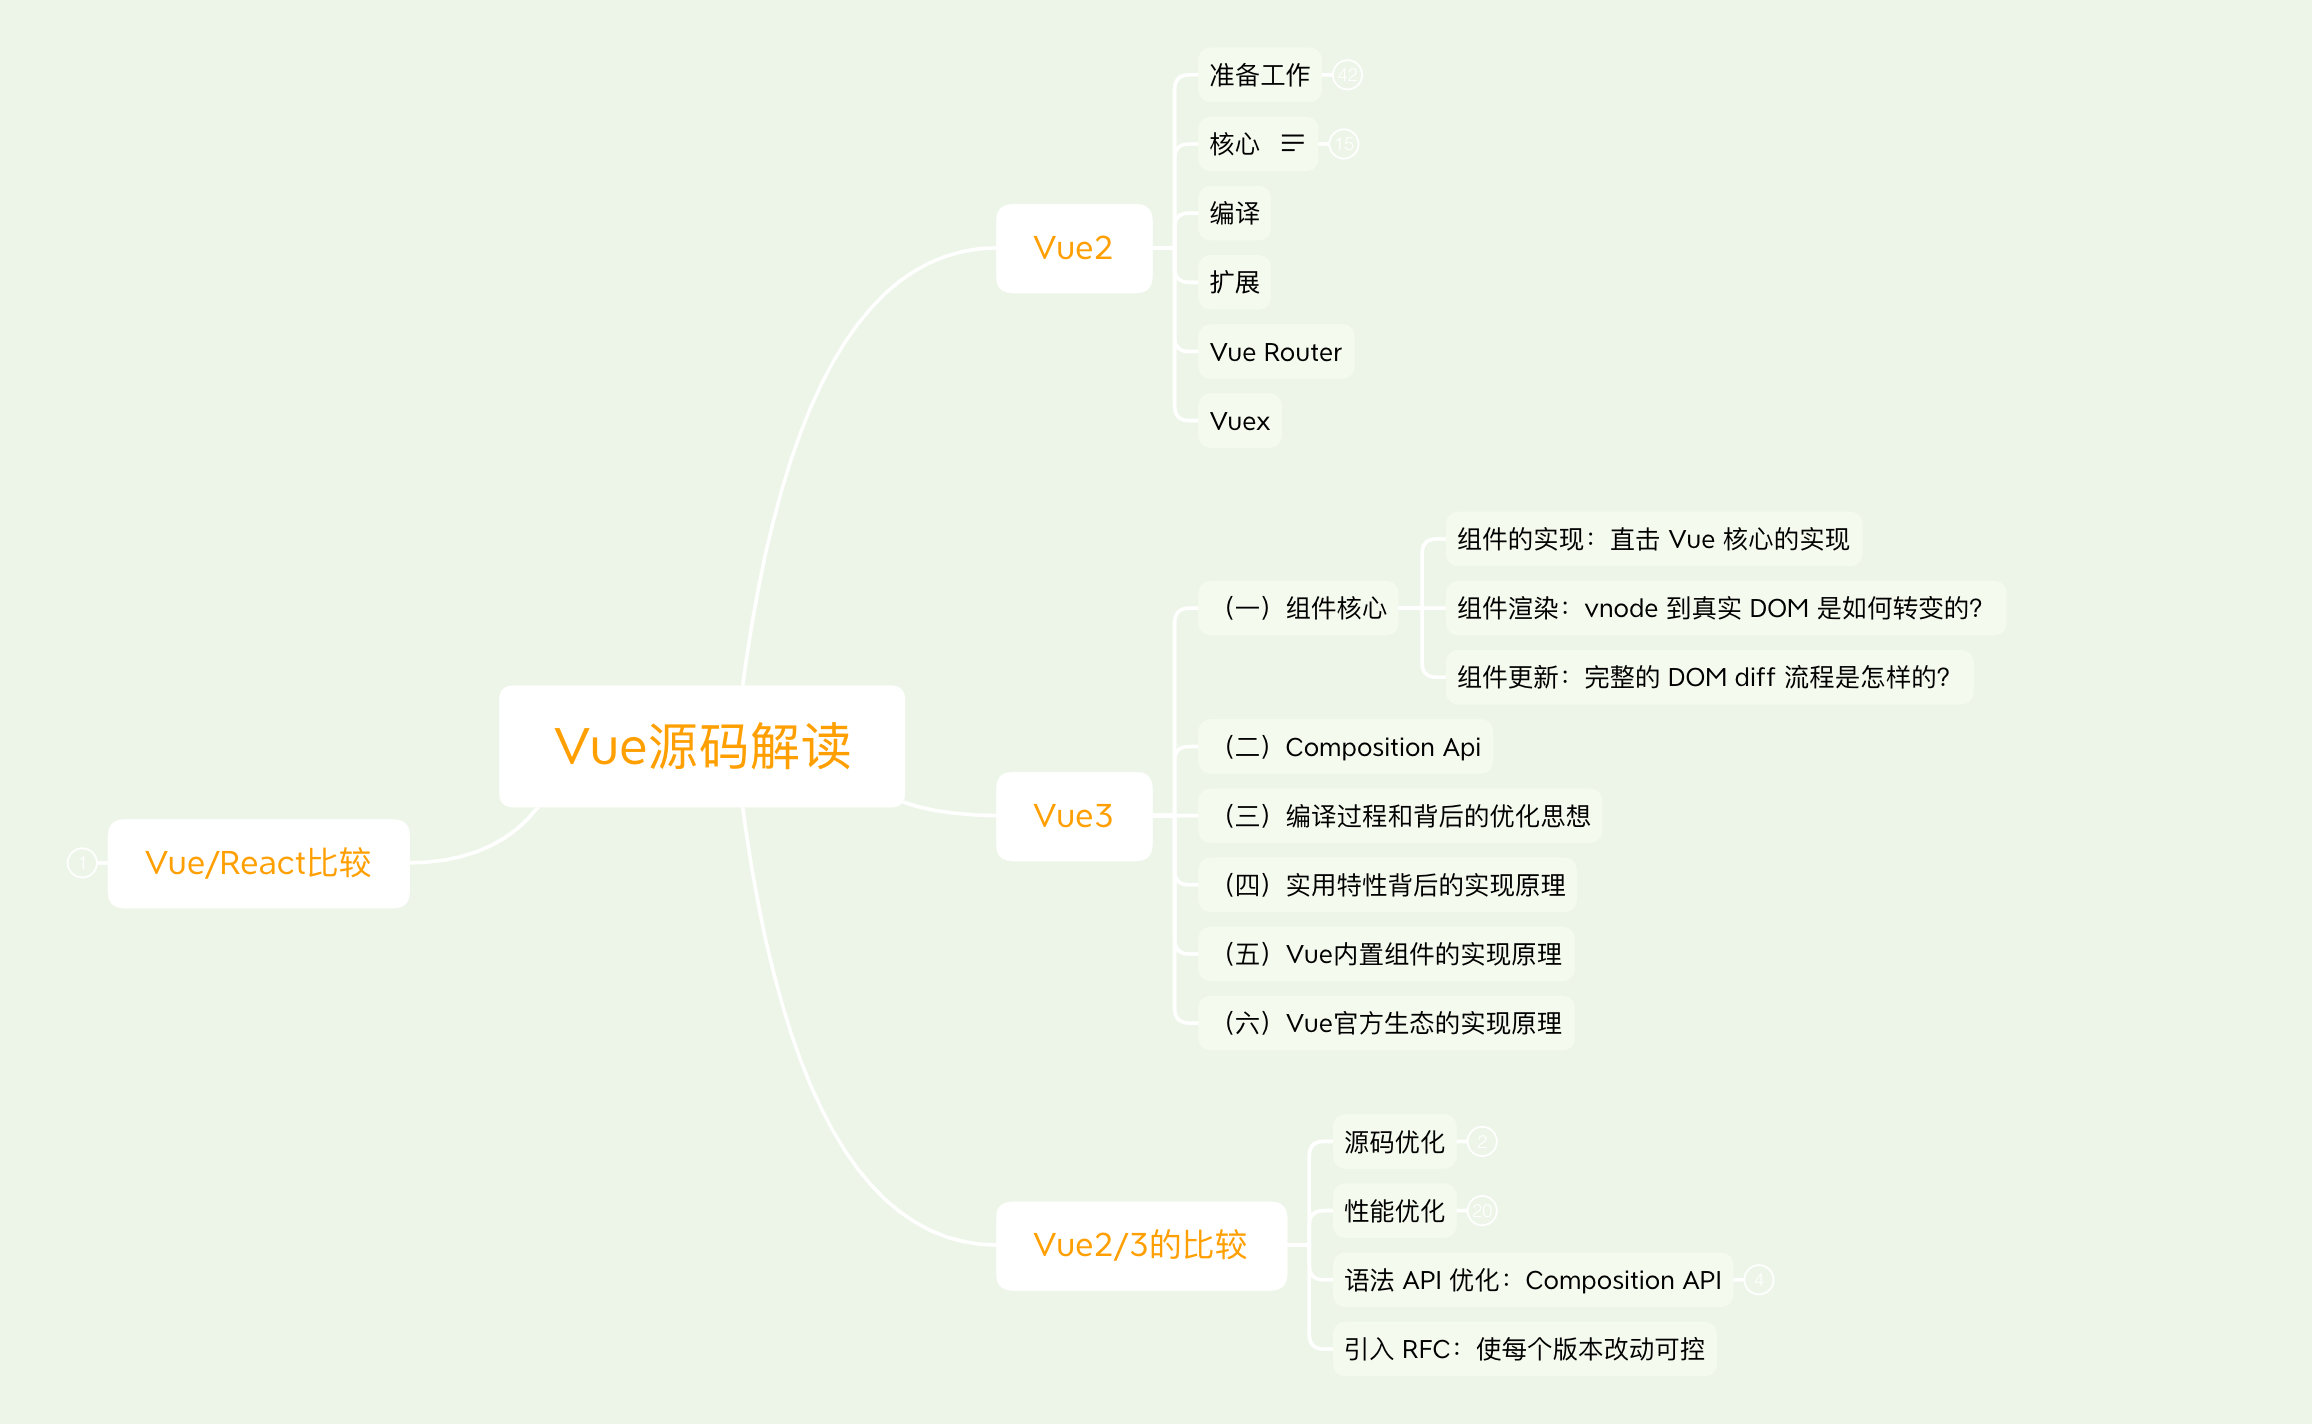 Vue源码解读
Vue2
准备工作
42
核心
15
编译
扩展
Vue Router
Vuex
Vue3
（一）组件核心
组件的实现：直击 Vue 核心的实现
组件渲染：vnode 到真实 DOM 是如何转变的？
组件更新：完整的 DOM diff 流程是怎样的？
（二）Composition Api
（三）编译过程和背后的优化思想
（四）实用特性背后的实现原理
（五）Vue内置组件的实现原理
（六）Vue官方生态的实现原理
Vue2/3的比较
源码优化
2
性能优化
20
语法 API 优化：Composition API
4
引入 RFC：使每个版本改动可控
Vue/React比较
1